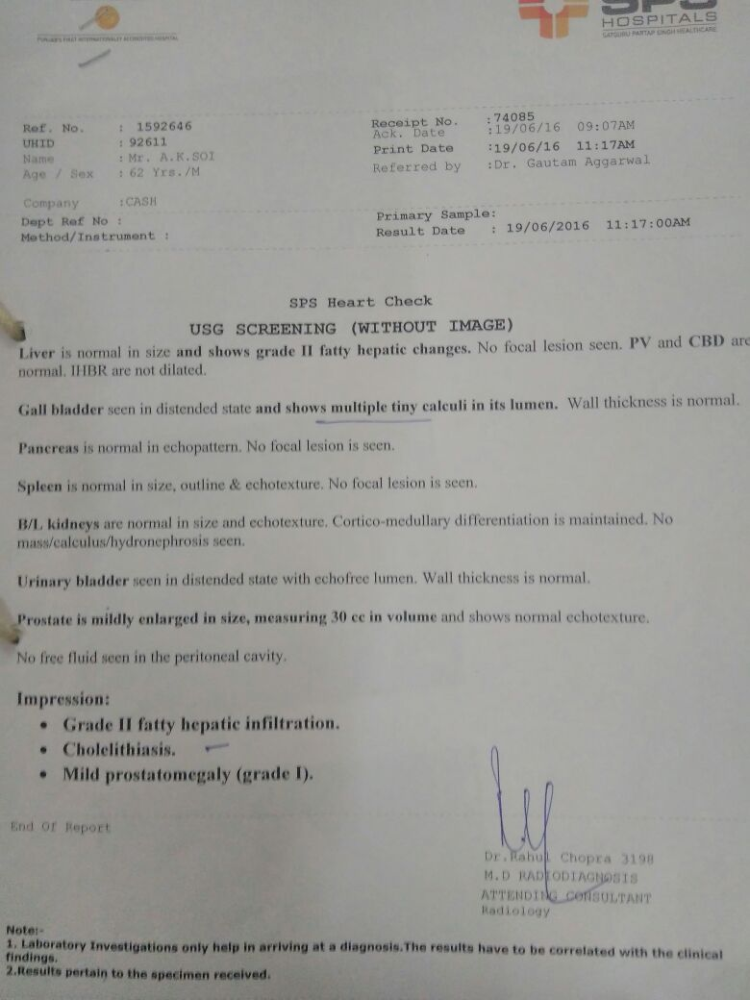 PUNJAB'S FIRST INTERNATIONALLY ACCREDITED HOSPITAL
SPS
HOSPITALS
SATGURU PARTAP SINGH HEALTHCARE
Ref. No. : 1592646
Receipt No. :74085
UHID : 92611
Ack. Date :19/06/16 09:07AM
Name : Mr. A.K.SOI
Print Date :19/06/16 11:17AM
Age / Sex : 62 Yrs./M
Referred by :Dr. Gautam Aggarwal
Company :CASH
Dept Ref No :
Primary Sample:
Method/Instrument :
Result Date : 19/06/2016 11:17:00AM
SPS Heart Check
USG SCREENING (WITHOUT IMAGE)
Liver is normal in size and shows grade II fatty hepatic changes. No focal lesion seen. PV and CBD are
normal. IHBR are not dilated.
Gall bladder seen in distended state and shows multiple tiny calculi in its lumen. Wall thickness is normal.
Pancreas is normal in echopattern. No focal lesion is seen.
Spleen is normal in size, outline & echotexture. No focal lesion is seen.
B/L kidneys are normal in size and echotexture. Cortico-medullary differentiation is maintained. No
mass/calculus/hydronephrosis seen.
Urinary bladder seen in distended state with echofree lumen. Wall thickness is normal.
Prostate is mildly enlarged in size, measuring 30 cc in volume and shows normal echotexture.
No free fluid seen in the peritoneal cavity.
Impression:
• Grade II fatty hepatic infiltration.
• Cholelithiasis.
• Mild prostatomegaly (grade I).
End Of Report
Dr.Rahul Chopra 3198
M.D RADIODIAGNOSIS
ATTENDING CONSULTANT
Radiology
Note:-
1. Laboratory Investigations only help in arriving at a diagnosis.The results have to be correlated with the clinical
findings.
2.Results pertain to the specimen received.